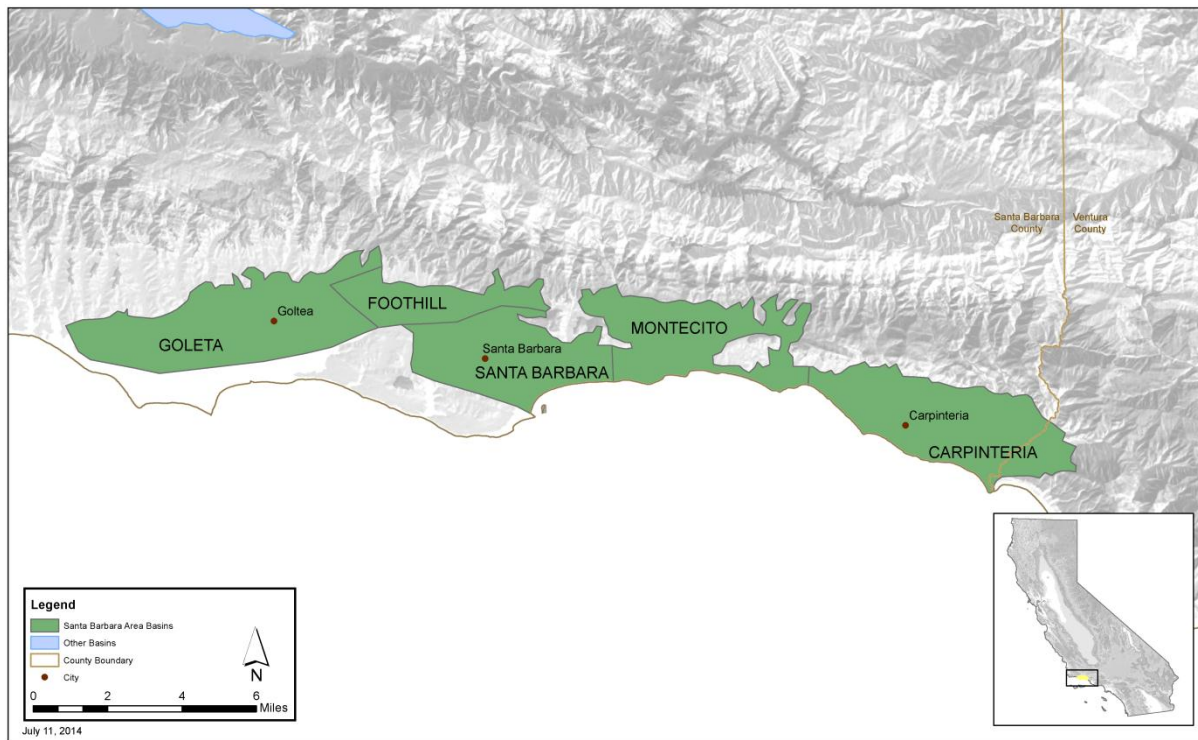 Santa Barbara
County
Ventura
County
FOOTHILL
Goltea
GOLETA
MONTECITO
Santa Barbara
SANTA BARBARA
Carpinteria
CARPINTERIA
Legend
Santa Barbara Area Basins
Other Basins
County Boundary
City
N
0 2 4 6
Miles
July 11, 2014